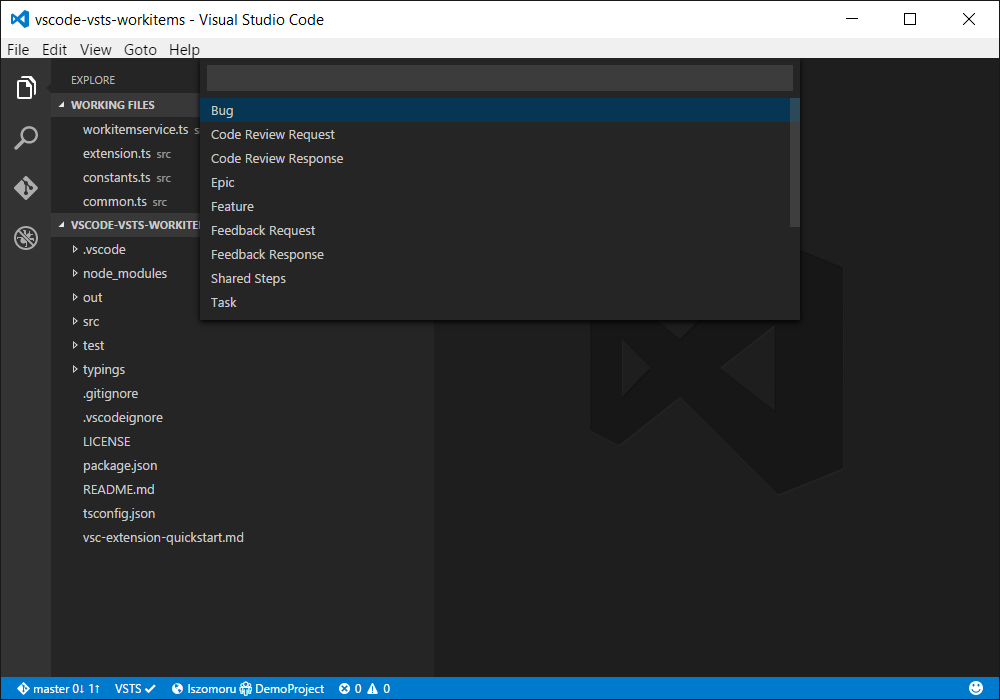 vscode-vsts-workitems - Visual Studio Code
File Edit View Goto Help
EXPLORE
WORKING FILES
workitemservice.ts s
extension.ts src
constants.ts src
common.ts src
VSCODE-VSTS-WORKITE
.vscode
node_modules
out
src
test
typings
.gitignore
.vscodeignore
LICENSE
package.json
README.md
tsconfig.json
vsc-extension-quickstart.md
Bug
Code Review Request
Code Review Response
Epic
Feature
Feedback Request
Feedback Response
Shared Steps
Task
master 0↓ 1↑ VSTS ✓ lszomoru DemoProject 0 0